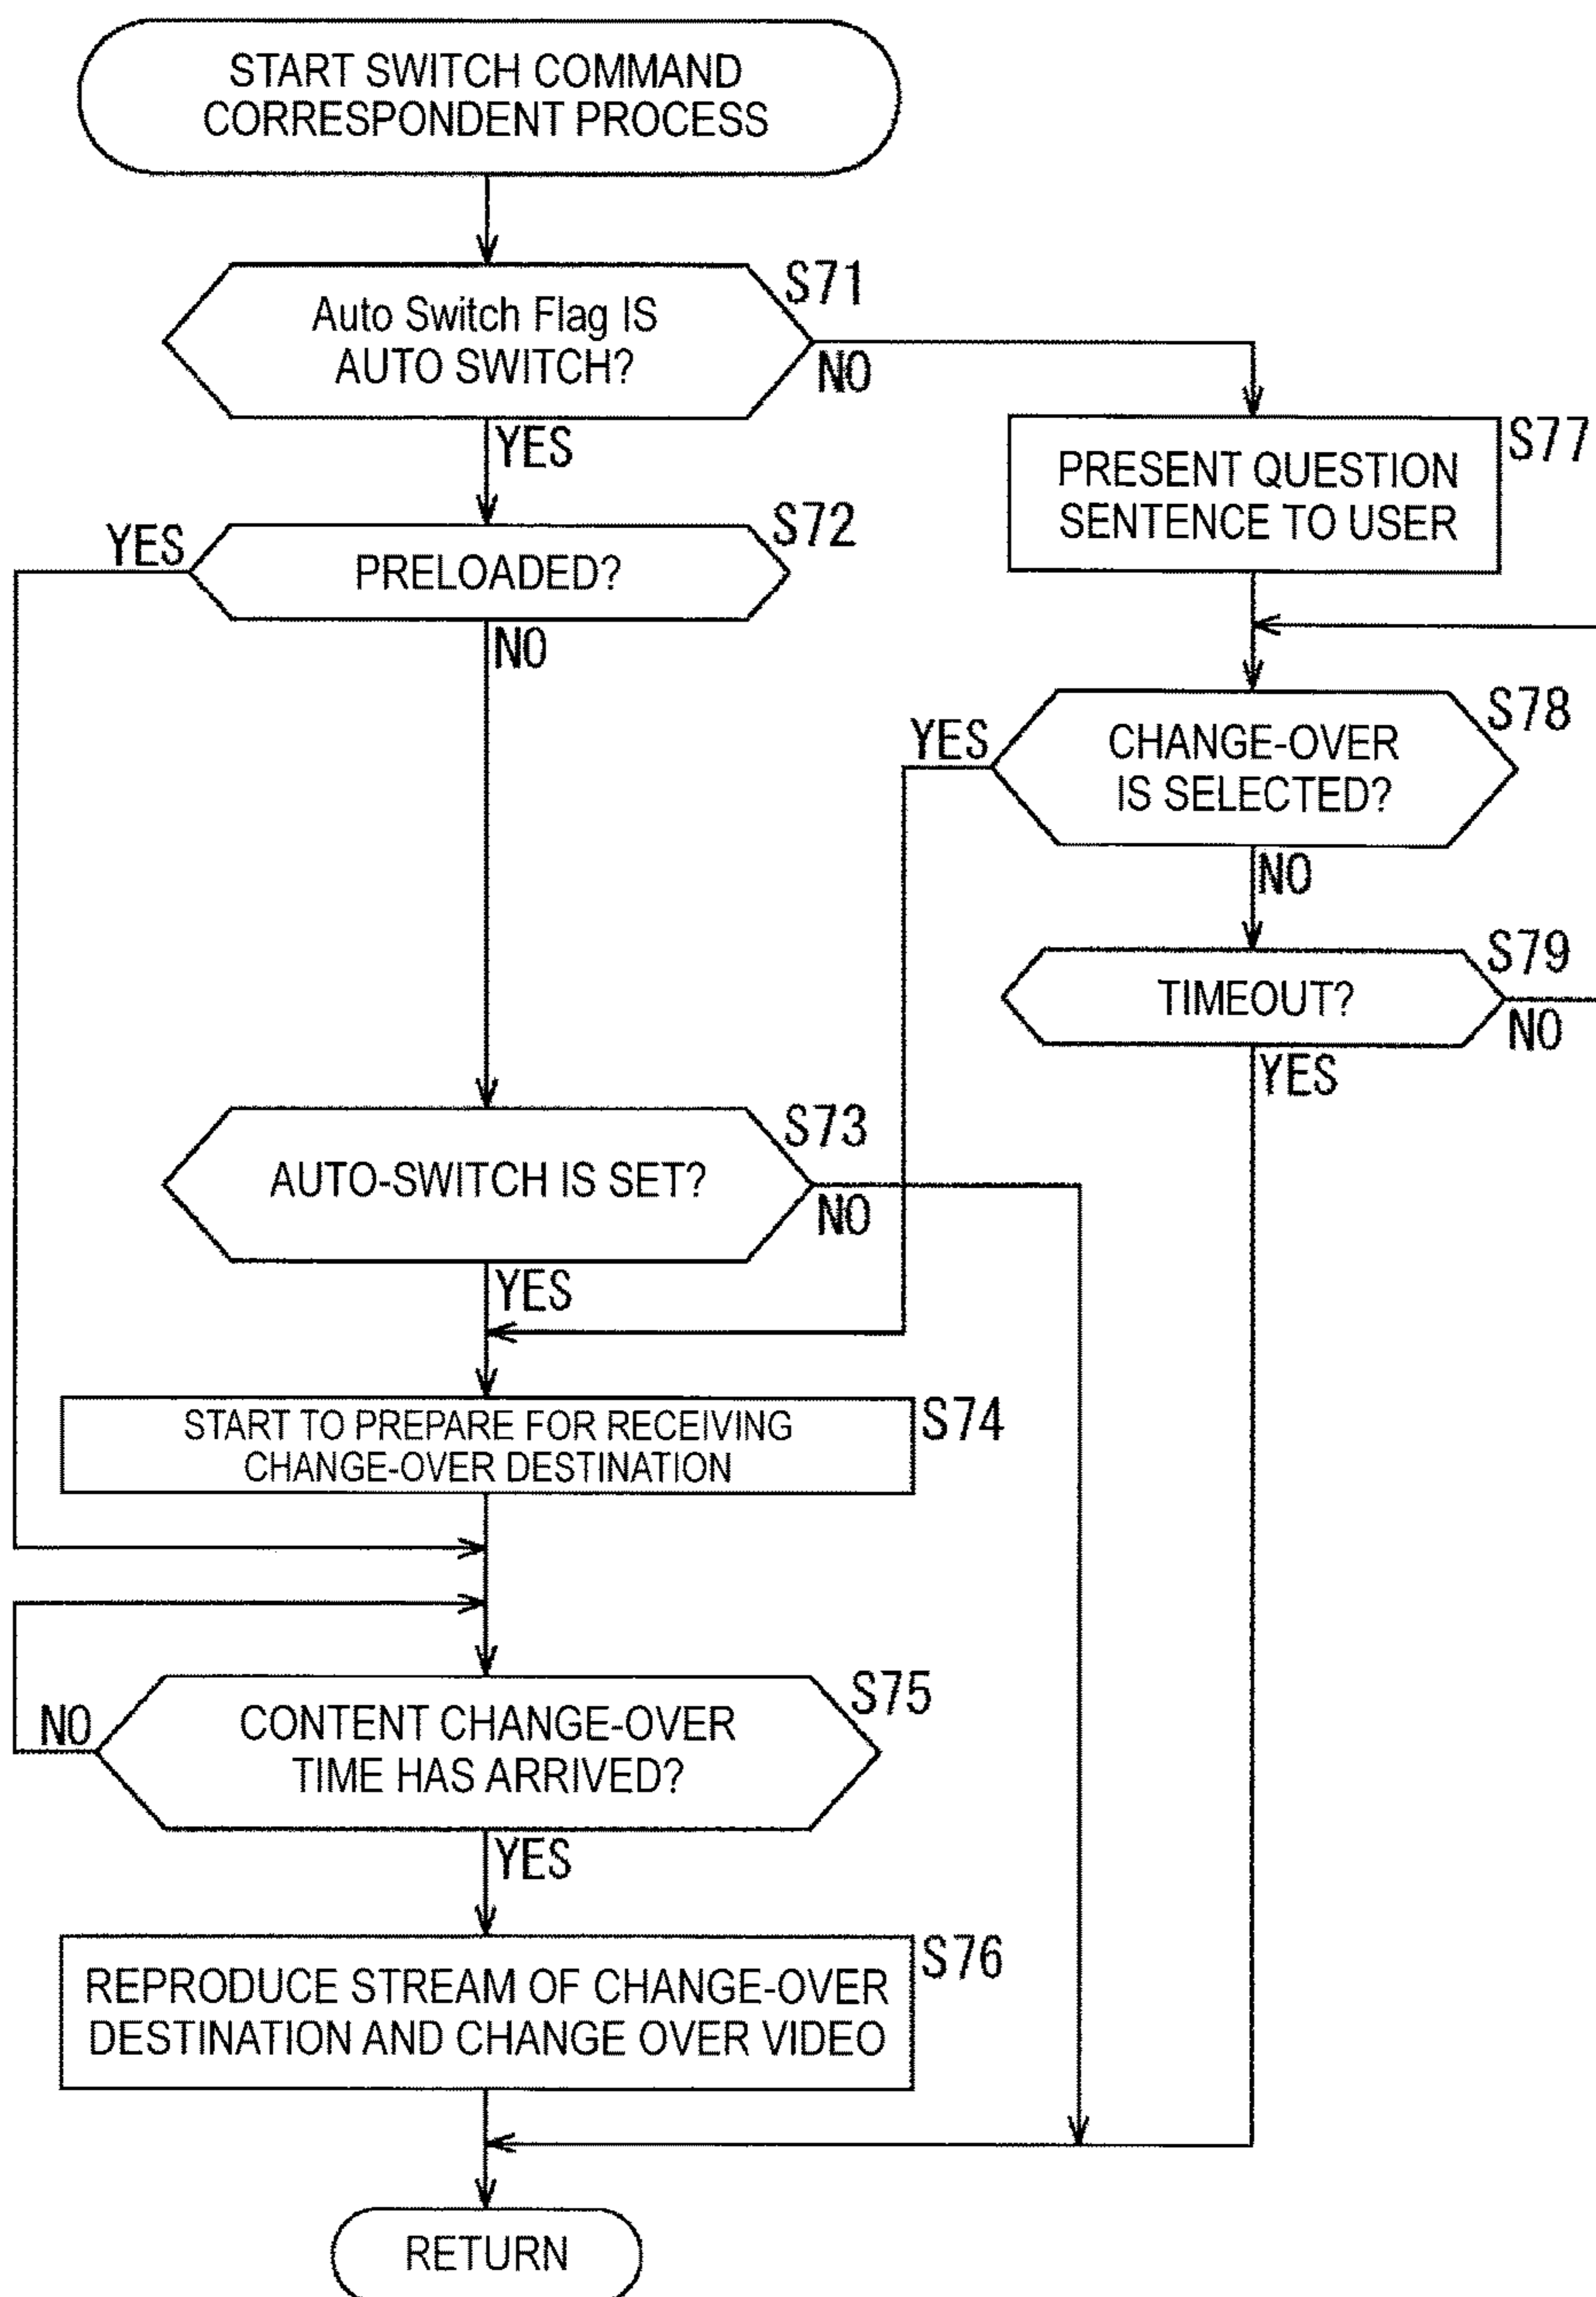 START SWITCH COMMAND
CORRESPONDENT PROCESS
S71
Auto Switch Flag IS
AUTO SWITCH?
NO
YES
S77
PRESENT QUESTION
SENTENCE TO USER
S72
YES
PRELOADED?
NO
S78
YES
CHANGE-OVER
IS SELECTED?
NO
S79
TIMEOUT?
NO
YES
S73
AUTO-SWITCH IS SET?
NO
YES
S74
START TO PREPARE FOR RECEIVING
CHANGE-OVER DESTINATION
S75
NO
CONTENT CHANGE-OVER
TIME HAS ARRIVED?
YES
S76
REPRODUCE STREAM OF CHANGE-OVER
DESTINATION AND CHANGE OVER VIDEO
RETURN